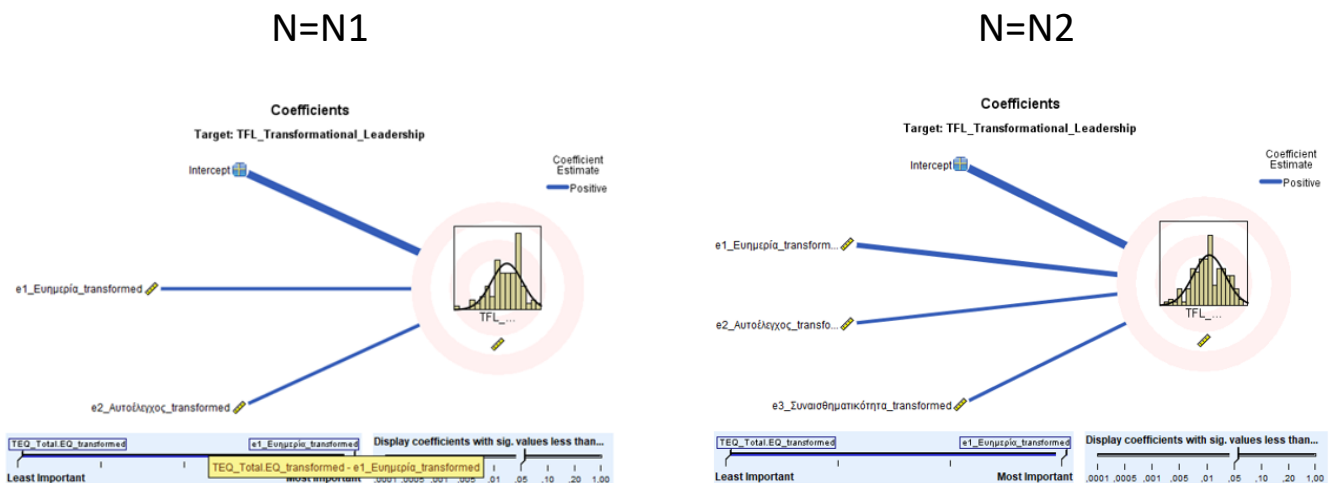 N=N1
Coefficients
Target: TFL_Transformational_Leadership
Intercept
Coefficient
Estimate
Positive
e1_Ευημερία_transformed
TFL_...
e2_Αυτοέλεγχος_transformed
TEQ_Total.EQ_transformed
e1_Ευημερία_transformed
TEQ_Total.EQ_transformed - e1_Ευημερία_transformed
Least Important
Most Important
Display coefficients with sig. values less than...
.0001 .0005 .001 .005 .01 .05 .10 .20 1,00
N=N2
Coefficients
Target: TFL_Transformational_Leadership
Intercept
Coefficient
Estimate
Positive
e1_Ευημερία_transform...
e2_Αυτοέλεγχος_transfo...
TFL_...
e3_Συναισθηματικότητα_transformed
TEQ_Total.EQ_transformed
e1_Ευημερία_transformed
Least Important
Most Important
Display coefficients with sig. values less than...
.0001 .0005 .001 .005 .01 .05 .10 .20 1,00